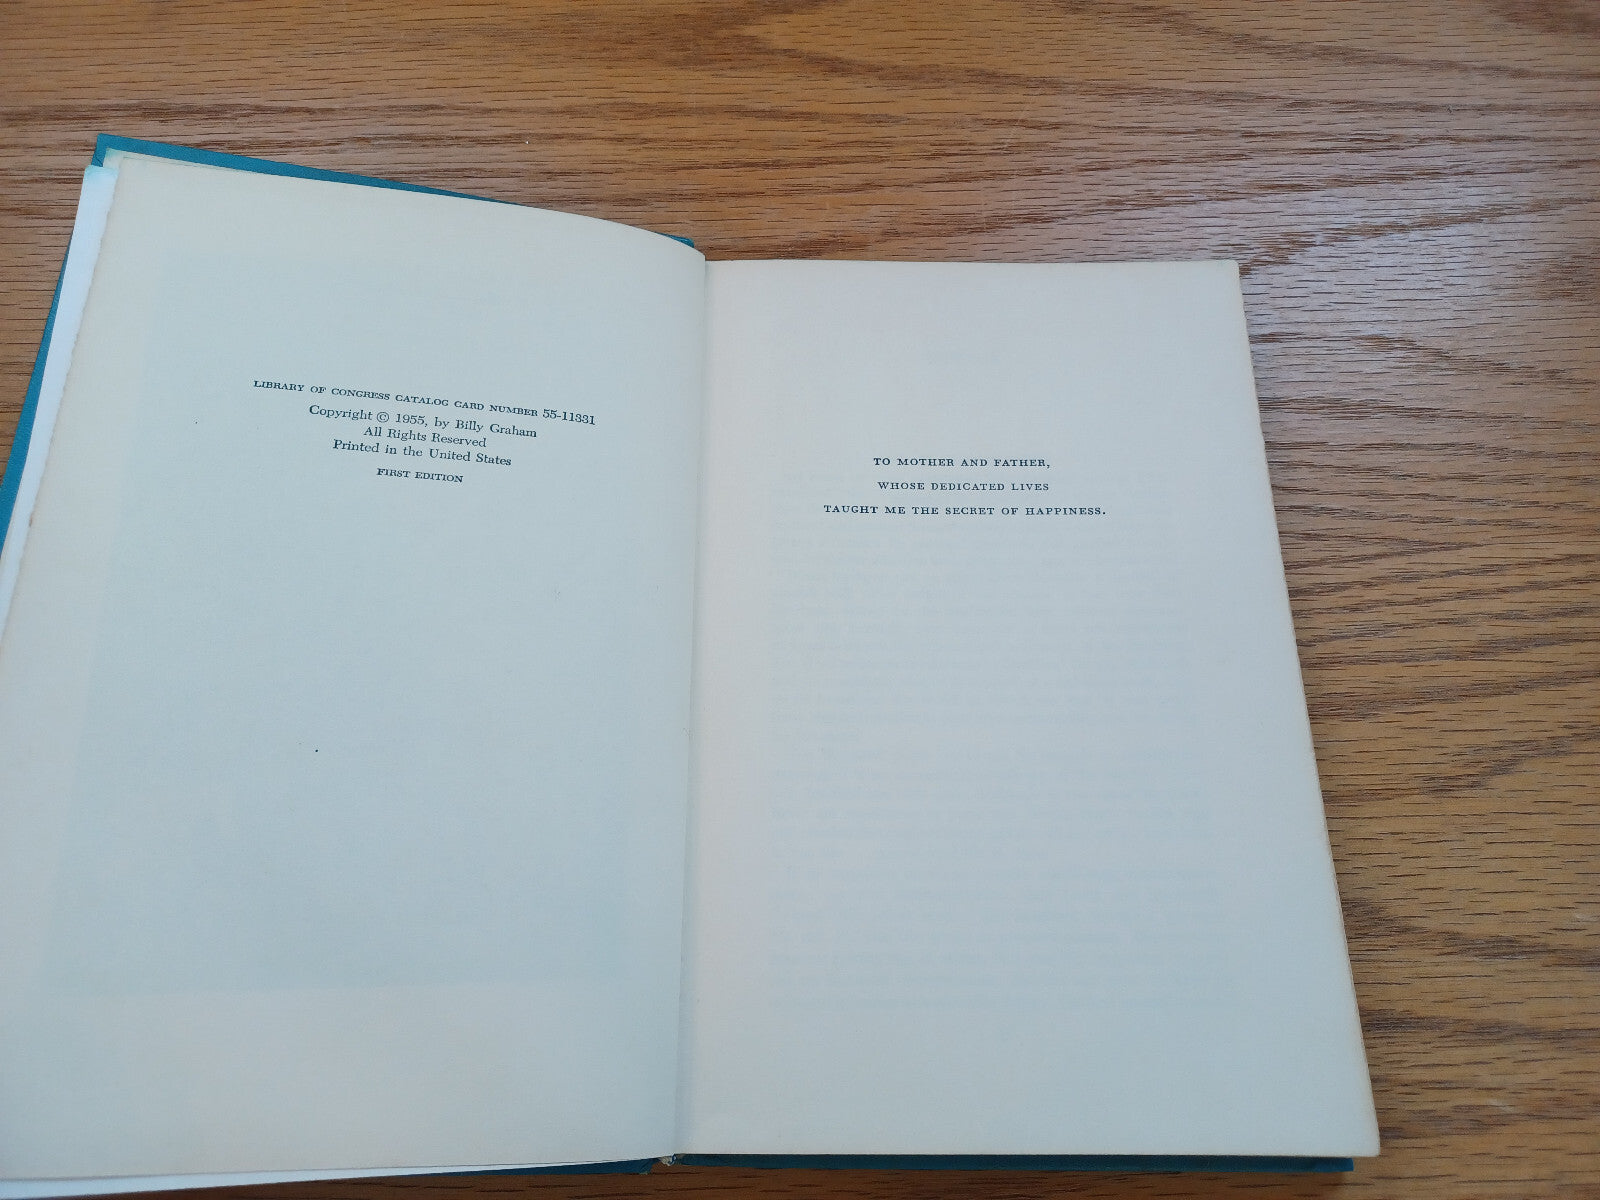 LIBRARY OF CONGRESS CATALOG CARD NUMBER 55-11331
Copyright © 1955, by Billy Graham
All Rights Reserved
Printed in the United States
FIRST EDITION
TO MOTHER AND FATHER,
WHOSE DEDICATED LIVES
TAUGHT ME THE SECRET OF HAPPINESS.